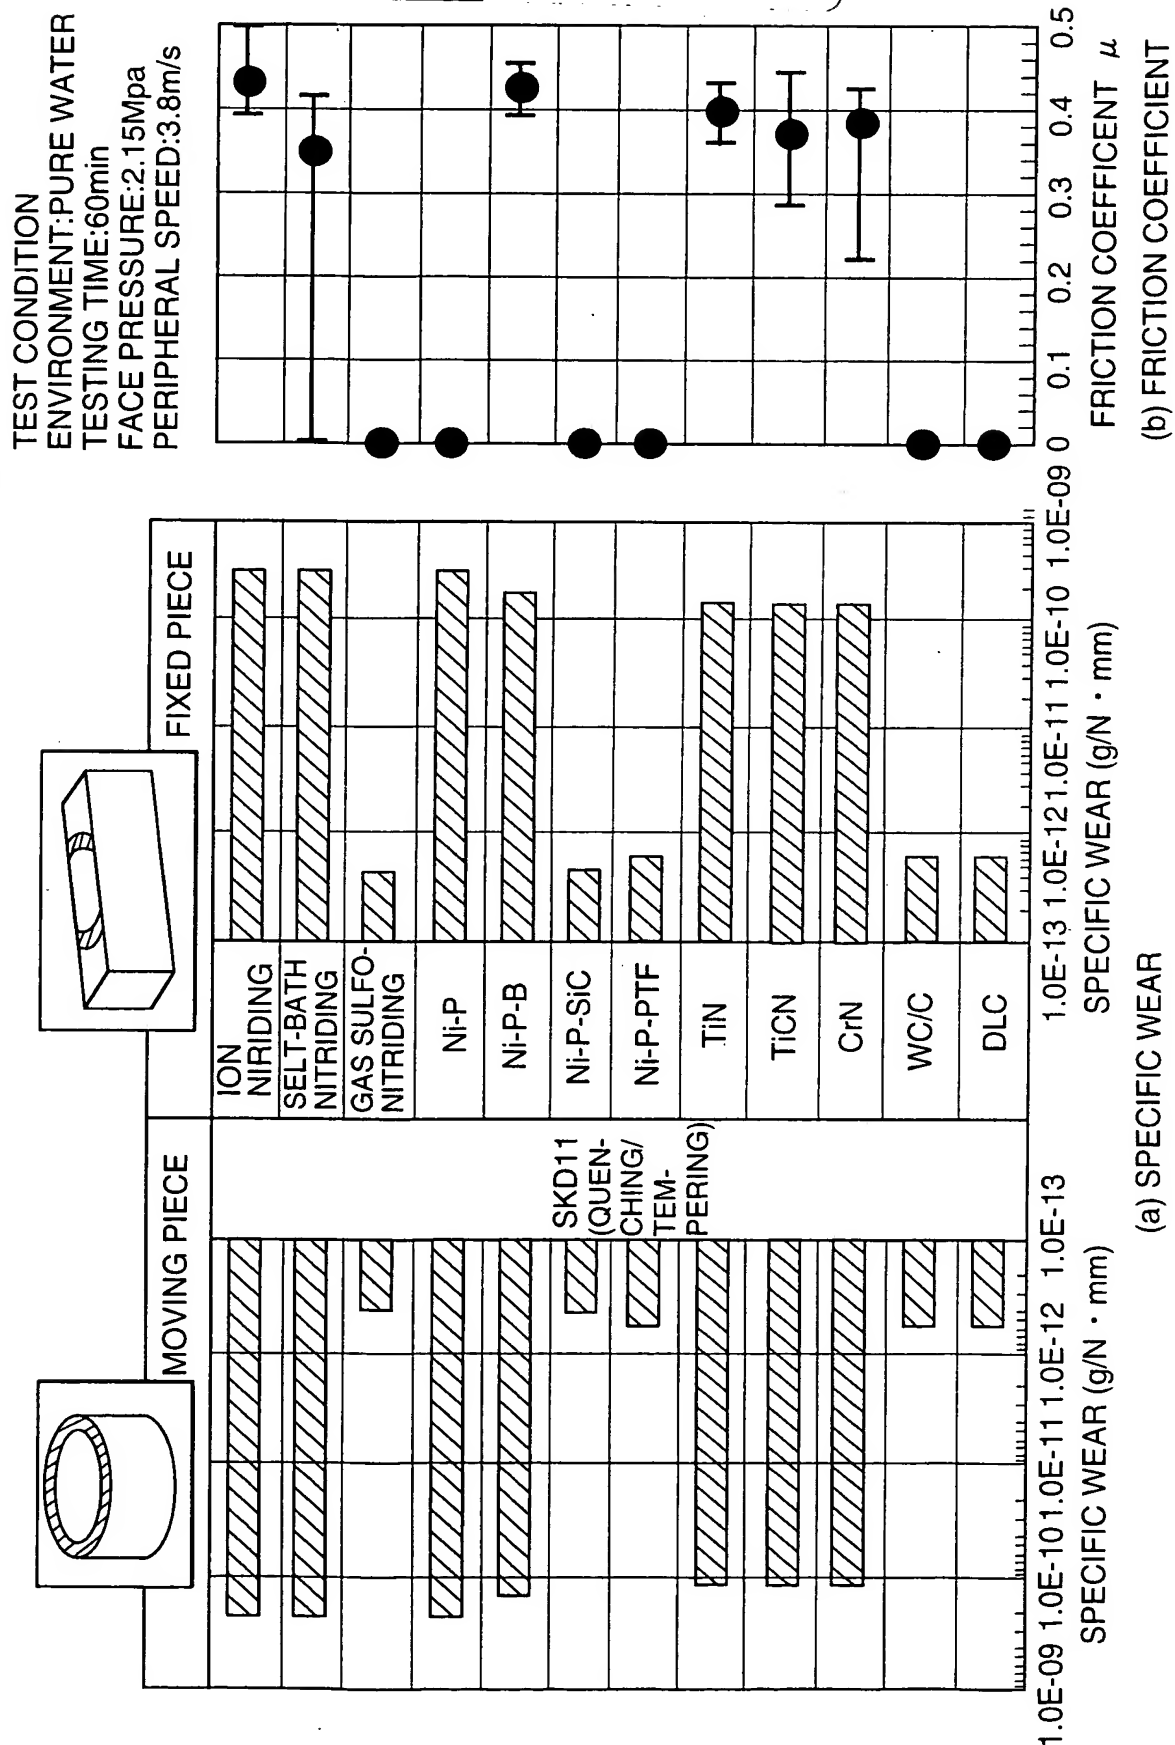 TEST CONDITION
ENVIRONMENT:PURE WATER
TESTING TIME:60min
FACE PRESSURE:2.15Mpa
PERIPHERAL SPEED:3.8m/s
MOVING PIECE
FIXED PIECE
ION
NIRIDING
SELT-BATH
NITRIDING
GAS SULFO-
NITRIDING
Ni-P
Ni-P-B
Ni-P-SiC
Ni-P-PTF
TiN
TiCN
CrN
WC/C
DLC
SKD11
(QUEN-
CHING/
TEM-
PERING)
1.0E-09 1.0E-10 1.0E-11 1.0E-12 1.0E-13
SPECIFIC WEAR (g/N・mm)
1.0E-13 1.0E-12 1.0E-11 1.0E-10 1.0E-09
SPECIFIC WEAR (g/N・mm)
(a) SPECIFIC WEAR
0 0.1 0.2 0.3 0.4 0.5
FRICTION COEFFICENT μ
(b) FRICTION COEFFICIENT